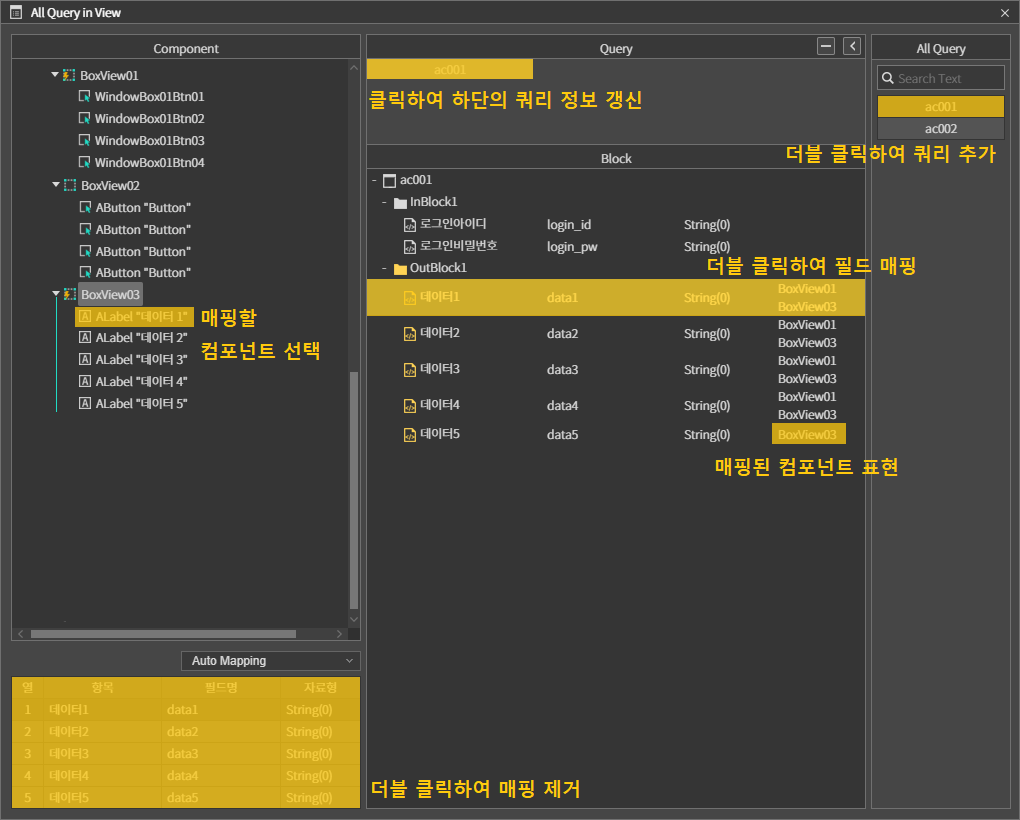 All Query in View
Component
BoxView01
WindowBox01Btn01
WindowBox01Btn02
WindowBox01Btn03
WindowBox01Btn04
BoxView02
AButton "Button"
AButton "Button"
AButton "Button"
AButton "Button"
BoxView03
ALabel "데이터 1"
매핑할
ALabel "데이터 2"
컴포넌트 선택
ALabel "데이터 3"
ALabel "데이터 4"
ALabel "데이터 5"
Auto Mapping
열 항목 필드명 자료형
1 데이터1 data1 String(0)
2 데이터2 data2 String(0)
3 데이터3 data3 String(0)
4 데이터4 data4 String(0)
5 데이터5 data5 String(0)
Query
ac001
클릭하여 하단의 쿼리 정보 갱신
Block
ac001
InBlock1
로그인아이디 login_id String(0)
로그인비밀번호 login_pw String(0)
OutBlock1
더블 클릭하여 필드 매핑
데이터1 data1 String(0) BoxView01
BoxView03
데이터2 data2 String(0) BoxView01
BoxView03
데이터3 data3 String(0) BoxView01
BoxView03
데이터4 data4 String(0) BoxView01
BoxView03
데이터5 data5 String(0) BoxView03
매핑된 컴포넌트 표현
더블 클릭하여 매핑 제거
All Query
Search Text
ac001
ac002
더블 클릭하여 쿼리 추가